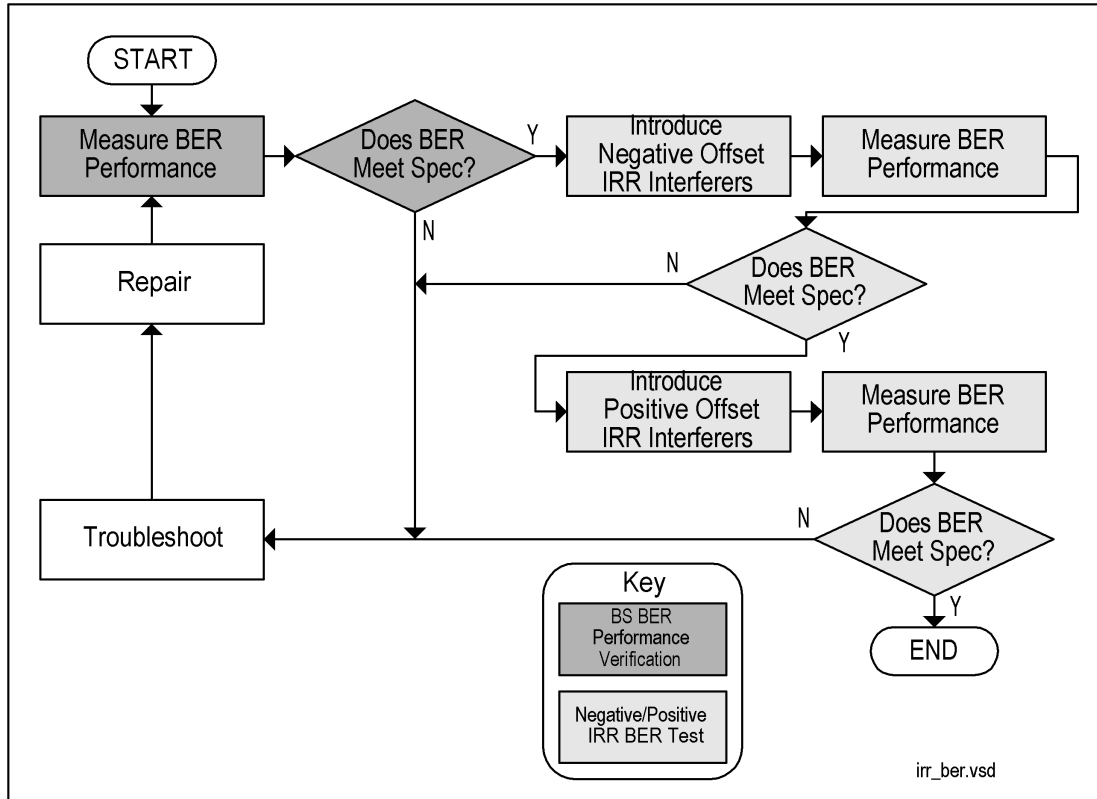 START
Measure BER
Performance
Does BER
Meet Spec?
Y
N
Introduce
Negative Offset
IRR Interferers
Measure BER
Performance
Does BER
Meet Spec?
N
Y
Repair
Introduce
Positive Offset
IRR Interferers
Measure BER
Performance
Does BER
Meet Spec?
N
Y
Troubleshoot
END
Key
BS BER
Performance
Verification
Negative/Positive
IRR BER Test
irr_ber.vsd